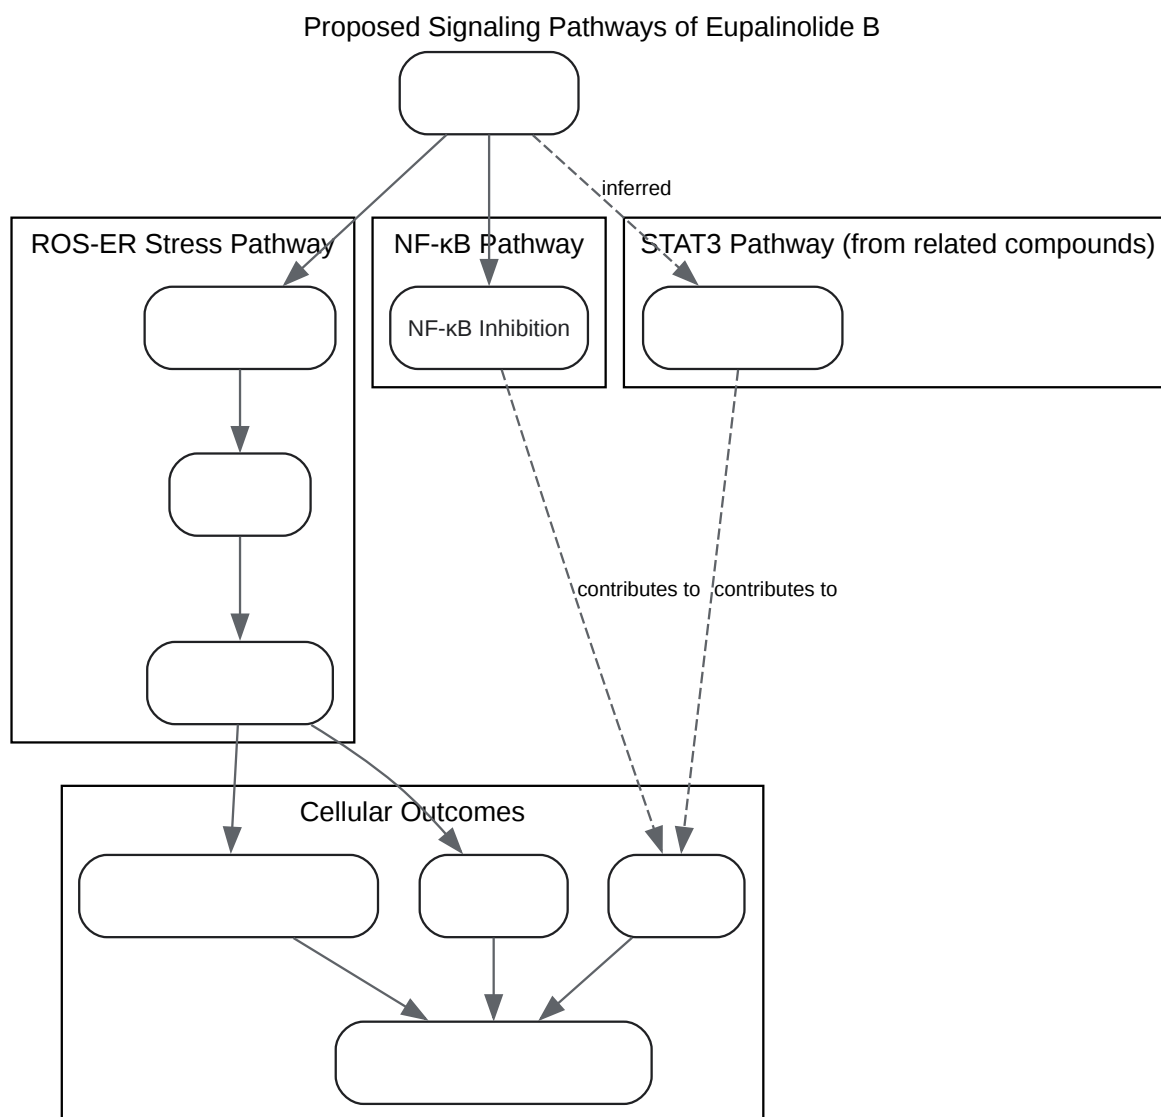 Proposed Signaling Pathways of Eupalinolide B
inferred
ROS-ER Stress Pathway
NF-κB Pathway
STAT3 Pathway (from related compounds)
NF-κB Inhibition
contributes to
contributes to
Cellular Outcomes